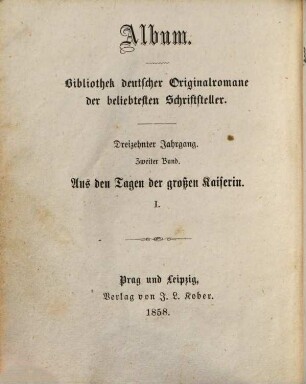 Album.
Bibliothek deutscher Originalromane
der beliebtesten Schriftsteller.
Dreizehnter Jahrgang.
Zweiter Band.
Aus den Tagen der großen Kaiserin.
I.
Prag und Leipzig,
Verlag von J. L. Kober.
1858.